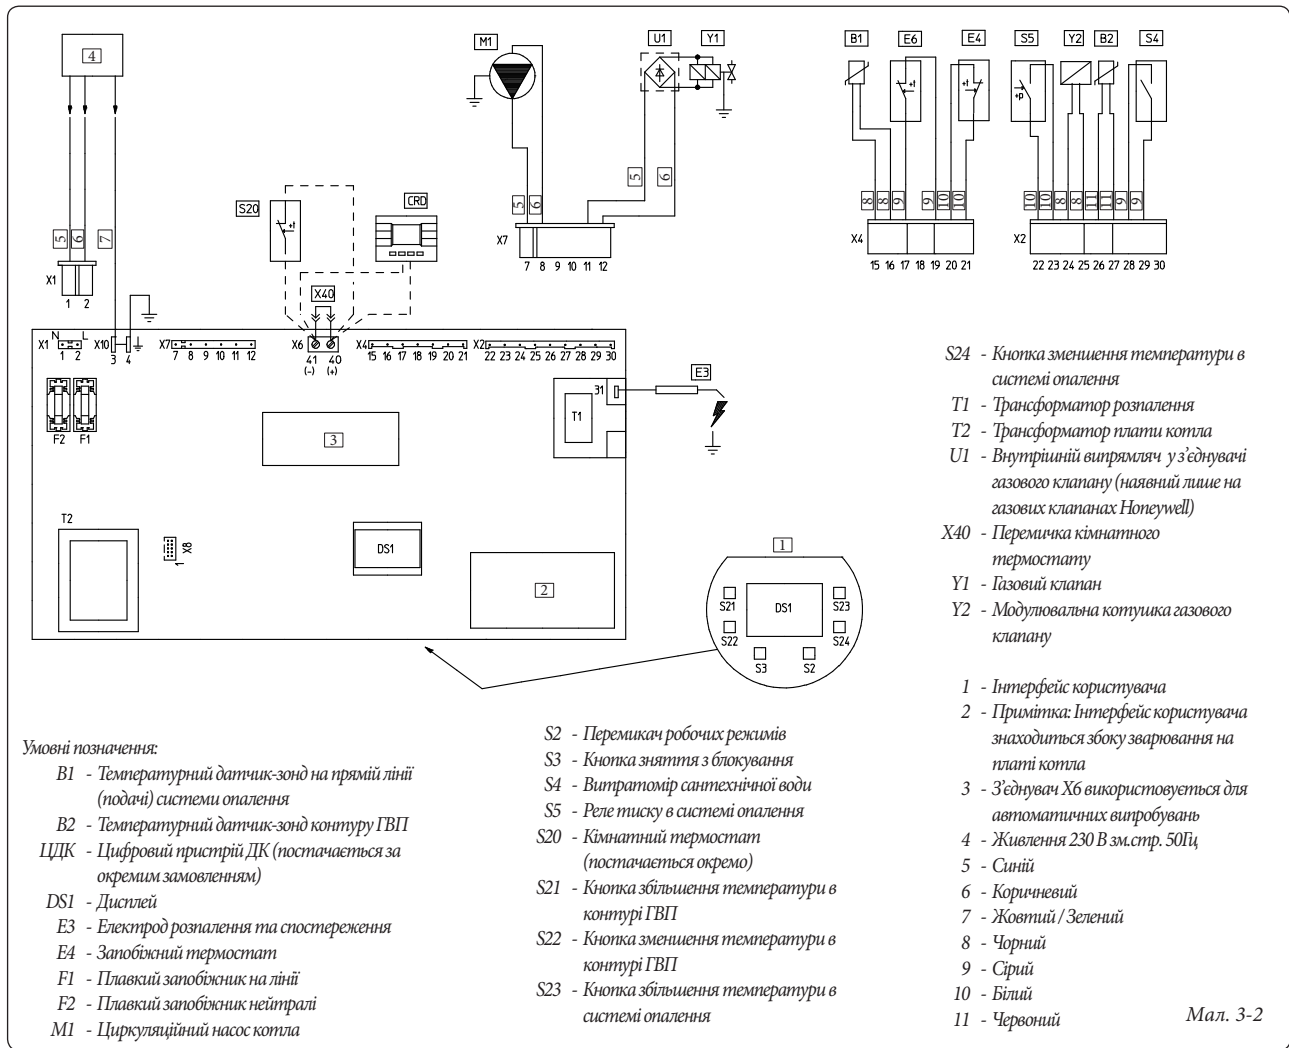 4
M1
U1
Y1
B1
E6
E4
S5
Y2
B2
S4
+t
+t
+p
5
6
7
S20
+t
CRD
5
6
5
6
8
8
9
9
10
10
10
10
8
8
11
11
9
9
X1
1 2
X40
X7
7 8 9 10 11 12
X4
15 16 17 18 19 20 21
X2
22 23 24 25 26 27 28 29 30
X1 N L
1 2
X10
3 4
X7
7 8 9 10 11 12
X6
41 40
(-) (+)
X4
15 16 17 18 19 20 21
X2
22 23 24 25 26 27 28 29 30
F2 F1
3
T1
31
E3
T2
X8
1
DS1
2
1
S21
S22
DS1
S23
S24
S3
S2
Умовні позначення:
B1 - Температурний датчик-зонд на прямій лінії
(подачі) системи опалення
B2 - Температурний датчик-зонд контуру ГВП
ЦДК - Цифровий пристрій ДК (постачається за
окремим замовленням)
DS1 - Дисплей
E3 - Електрод розпалення та спостереження
E4 - Запобіжний термостат
F1 - Плавкий запобіжник на лінії
F2 - Плавкий запобіжник нейтралі
M1 - Циркуляційний насос котла
S2 - Перемикач робочих режимів
S3 - Кнопка зняття з блокування
S4 - Витратомір сантехнічної води
S5 - Реле тиску в системі опалення
S20 - Кімнатний термостат
(постачається окремо)
S21 - Кнопка збільшення температури в
контурі ГВП
S22 - Кнопка зменшення температури в
контурі ГВП
S23 - Кнопка збільшення температури в
системі опалення
S24 - Кнопка зменшення температури в
системі опалення
T1 - Трансформатор розпалення
T2 - Трансформатор плати котла
U1 - Внутрішній випрямляч у з'єднувачі
газового клапану (наявний лише на
газових клапанах Honeywell)
X40 - Перемичка кімнатного
термостату
Y1 - Газовий клапан
Y2 - Модулювальна котушка газового
клапану
1 - Інтерфейс користувача
2 - Примітка: Інтерфейс користувача
знаходиться збоку зварювання на
платі котла
3 - З'єднувач X6 використовується для
автоматичних випробувань
4 - Живлення 230 В зм.стр. 50Гц
5 - Синій
6 - Коричневий
7 - Жовтий / Зелений
8 - Чорний
9 - Сірий
10 - Білий
11 - Червоний
Мал. 3-2